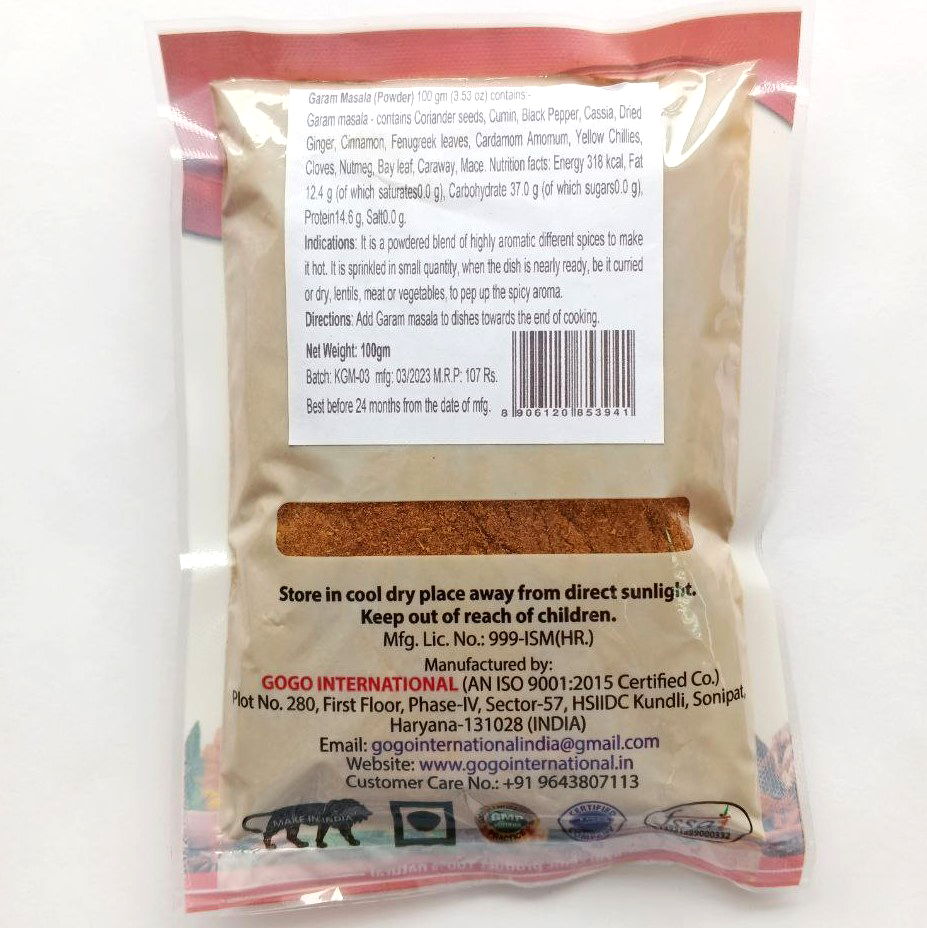 Garam Masala (Powder) 100 gm (3.53 oz) contains -
Garam masala - contains Coriander seeds, Cumin, Black Pepper, Cassia, Dried
Ginger, Cinnamon, Fenugreek leaves, Cardamom Amomum, Yellow Chillies,
Cloves, Nutmeg, Bay leaf, Caraway, Mace. Nutrition facts: Energy 318 kcal, Fat
12.4 g (of which saturates0.0 g), Carbohydrate 37.0 g (of which sugars0.0 g),
Protein14.6 g, Salt0.0 g.
Indications: It is a powdered blend of highly aromatic different spices to make
it hot. It is sprinkled in small quantity, when the dish is nearly ready, be it curried
or dry, lentils, meat or vegetables, to pep up the spicy aroma.
Directions: Add Garam masala to dishes towards the end of cooking.
Net Weight: 100gm
Batch: KGM-03 mfg: 03/2023 M.R.P: 107 Rs.
Best before 24 months from the date of mfg.
8 906120 853941
Store in cool dry place away from direct sunlight.
Keep out of reach of children.
Mfg. Lic. No.: 999-ISM(HR.)
Manufactured by:
GOGO INTERNATIONAL (AN ISO 9001:2015 Certified Co.)
Plot No. 280, First Floor, Phase-IV, Sector-57, HSIIDC Kundli, Sonipat,
Haryana-131028 (INDIA)
Email: gogointernationalindia@gmail.com
Website: www.gogointernational.in
Customer Care No.: +91 9643807113
MAKE IN INDIA
GMP
CERTIFIED
fssai